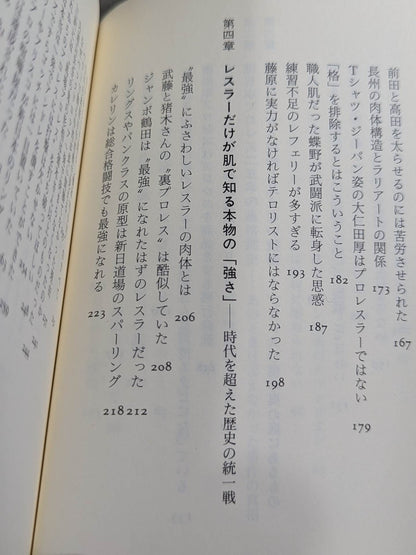 前田と高田を太らせるのには苦労させられた 167
長州の肉体構造とラリアートの関係 173
Tシャツ・ジーパン姿の大仁田厚はプロレスラーではない 179
「格」を排除するとはこういうこと 182
職人肌だった蝶野が武闘派に転身した思惑 187
練習不足のレフェリーが多すぎる 193
藤原に実力がなければテロリストにはならなかった 198
第四章 レスラーだけが肌で知る本物の「強さ」――時代を超えた歴史の統一戦
〝最強〟にふさわしいレスラーの肉体とは 206
武藤と猪木さんの〝裏プロレス〟は酷似していた 208
ジャンボ鶴田は〝最強〟になれたはずのレスラーだった 212
リングスやパンクラスの原型は新日道場のスパーリング 218
カレリンは総合格闘技でも最強になれる 223